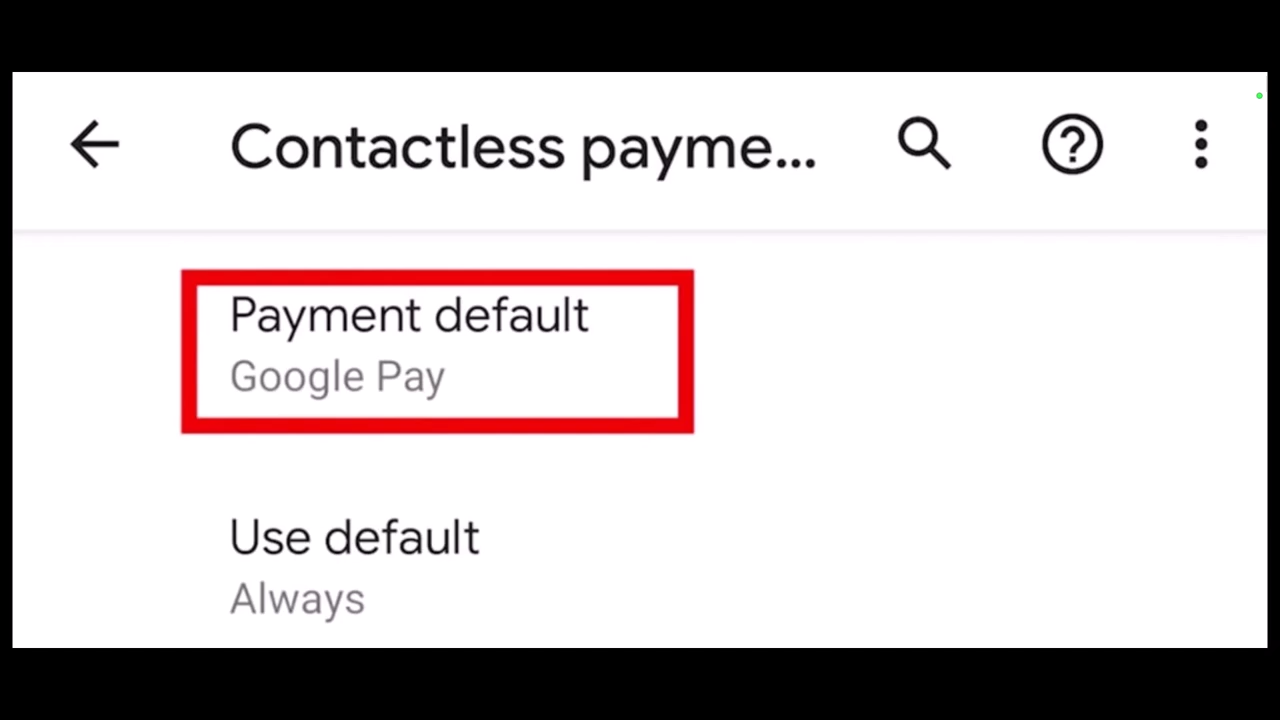 Contactless payme...
Payment default
Google Pay
Use default
Always